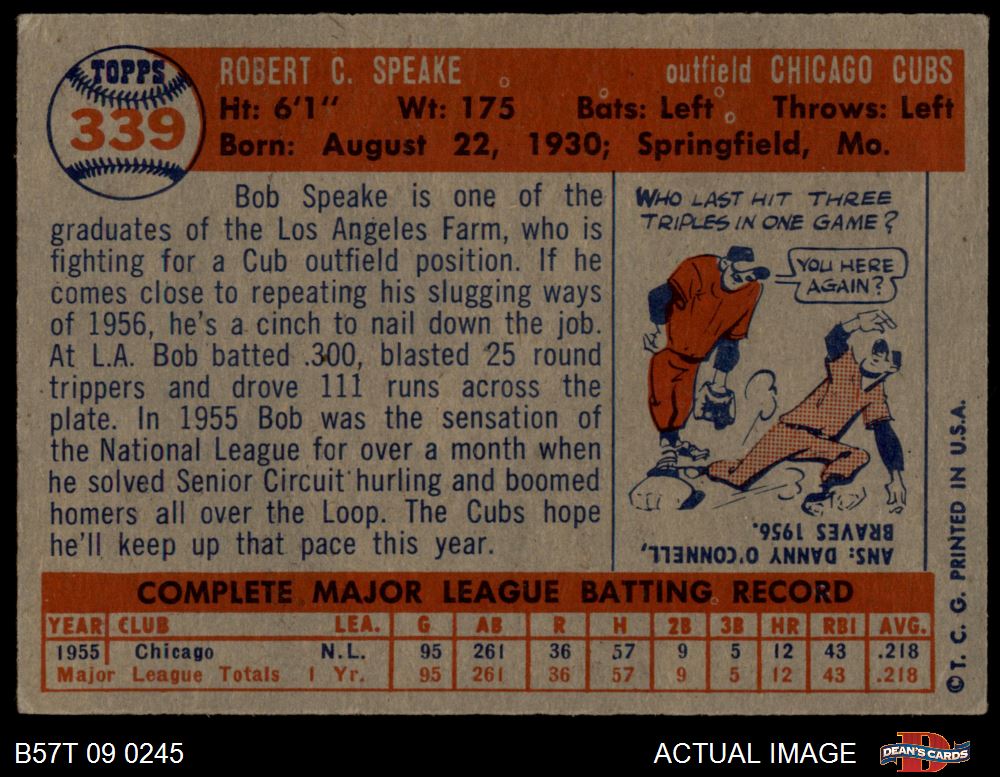 TOPPS
339
ROBERT C. SPEAKE outfield CHICAGO CUBS
Ht: 6'1" Wt: 175 Bats: Left Throws: Left
Born: August 22, 1930; Springfield, Mo.
Bob Speake is one of the
graduates of the Los Angeles Farm, who is
fighting for a Cub outfield position. If he
comes close to repeating his slugging ways
of 1956, he's a cinch to nail down the job.
At L.A. Bob batted .300, blasted 25 round
trippers and drove 111 runs across the
plate. In 1955 Bob was the sensation of
the National League for over a month when
he solved Senior Circuit hurling and boomed
homers all over the Loop. The Cubs hope
he'll keep up that pace this year.
WHO LAST HIT THREE
TRIPLES IN ONE GAME?
YOU HERE
AGAIN?
ANS: DANNY O'CONNELL,
BRAVES 1956.
© T. C. G. PRINTED IN U.S.A.
COMPLETE MAJOR LEAGUE BATTING RECORD
YEAR CLUB LEA. G AB R H 2B 3B HR RBI AVG.
1955 Chicago N.L. 95 261 36 57 9 5 12 43 .218
Major League Totals 1 Yr. 95 261 36 57 9 5 12 43 .218
B57T 09 0245 ACTUAL IMAGE DEAN'S CARDS